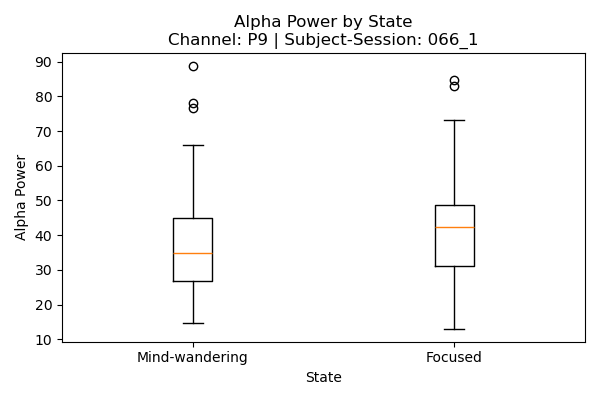 Alpha Power by State
Channel: P9 | Subject-Session: 066_1
90
80
70
60
50
40
30
20
10
Alpha Power
Mind-wandering
Focused
State